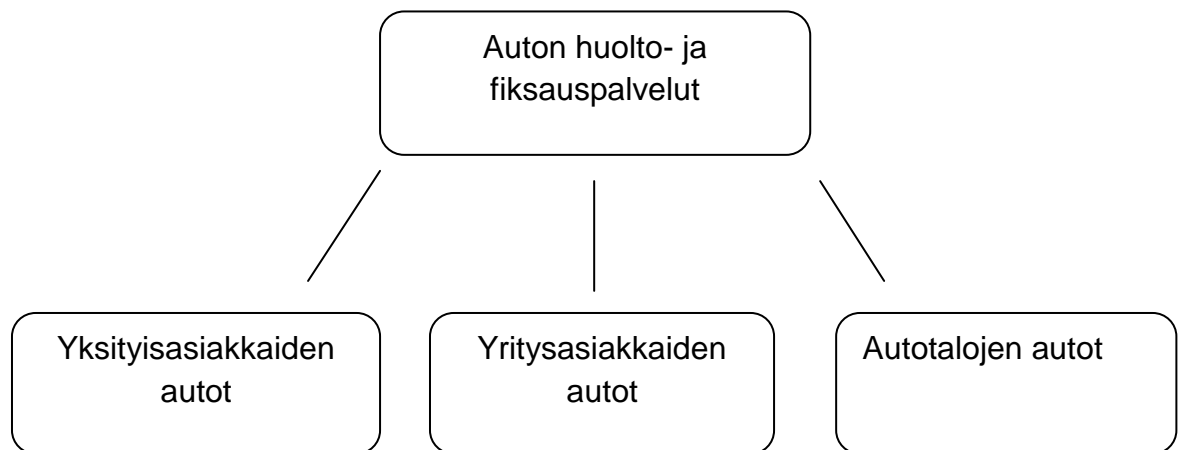 Auton huolto- ja
fiksauspalvelut
Yksityisasiakkaiden
autot
Yritysasiakkaiden
autot
Autotalojen autot